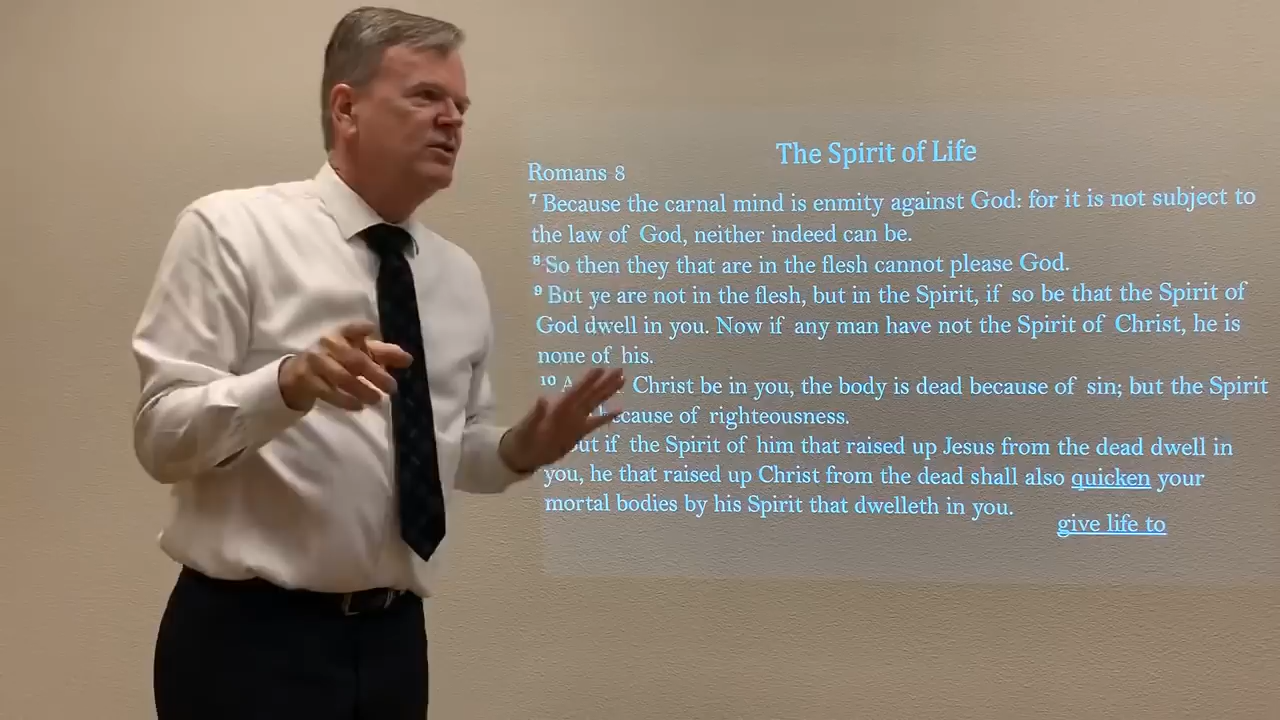 The Spirit of Life
Romans 8
7 Because the carnal mind is enmity against God: for it is not subject to
the law of God, neither indeed can be.
8 So then they that are in the flesh cannot please God.
9 But ye are not in the flesh, but in the Spirit, if so be that the Spirit of
God dwell in you. Now if any man have not the Spirit of Christ, he is
none of his.
10 Christ be in you, the body is dead because of sin; but the Spirit
because of righteousness.
if the Spirit of him that raised up Jesus from the dead dwell in
you, he that raised up Christ from the dead shall also quicken your
mortal bodies by his Spirit that dwelleth in you.
give life to